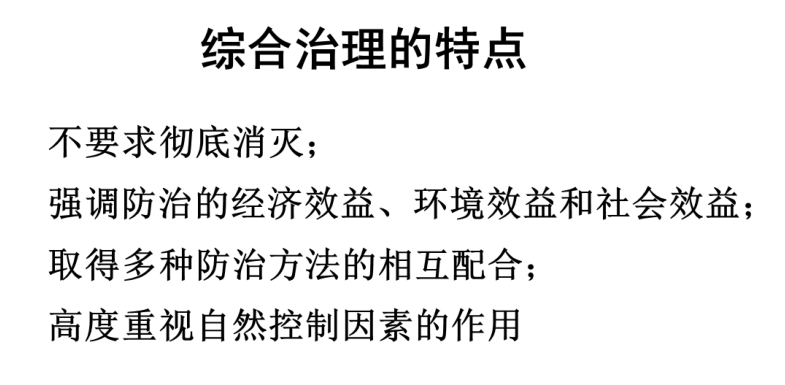 综合治理的特点
不要求彻底消灭；
强调防治的经济效益、环境效益和社会效益；
取得多种防治方法的相互配合；
高度重视自然控制因素的作用